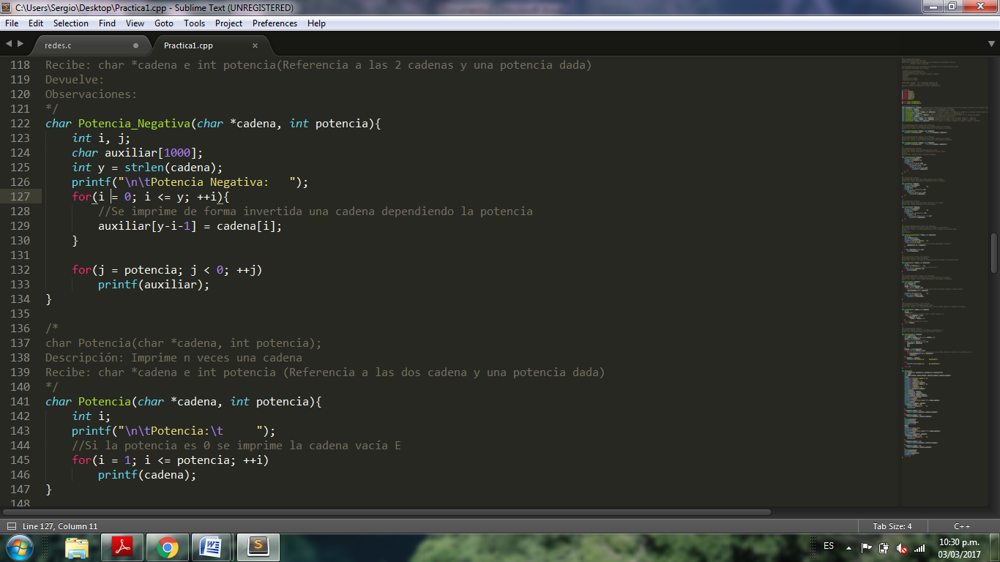 C:\Users\Sergio\Desktop\Practica1.cpp - Sublime Text (UNREGISTERED)
File Edit Selection Find View Goto Tools Project Preferences Help
redes.c Practica1.cpp
118 Recibe: char *cadena e int potencia(Referencia a las 2 cadenas y una potencia dada)
119 Devuelve:
120 Observaciones:
121 */
122 char Potencia_Negativa(char *cadena, int potencia){
123 int i, j;
124 char auxiliar[1000];
125 int y = strlen(cadena);
126 printf("\n\tPotencia Negativa:   ");
127 for(i = 0; i <= y; ++i){
128 //Se imprime de forma invertida una cadena dependiendo la potencia
129 auxiliar[y-i-1] = cadena[i];
130 }
131
132 for(j = potencia; j < 0; ++j)
133 printf(auxiliar);
134 }
135
136 /*
137 char Potencia(char *cadena, int potencia);
138 Descripción: Imprime n veces una cadena
139 Recibe: char *cadena e int potencia (Referencia a las dos cadena y una potencia dada)
140 */
141 char Potencia(char *cadena, int potencia){
142 int i;
143 printf("\n\tPotencia:\t     ");
144 //Si la potencia es 0 se imprime la cadena vacía E
145 for(i = 1; i <= potencia; ++i)
146 printf(cadena);
147 }
148
Line 127, Column 11 Tab Size: 4 C++
ES 10:30 p.m.
03/03/2017